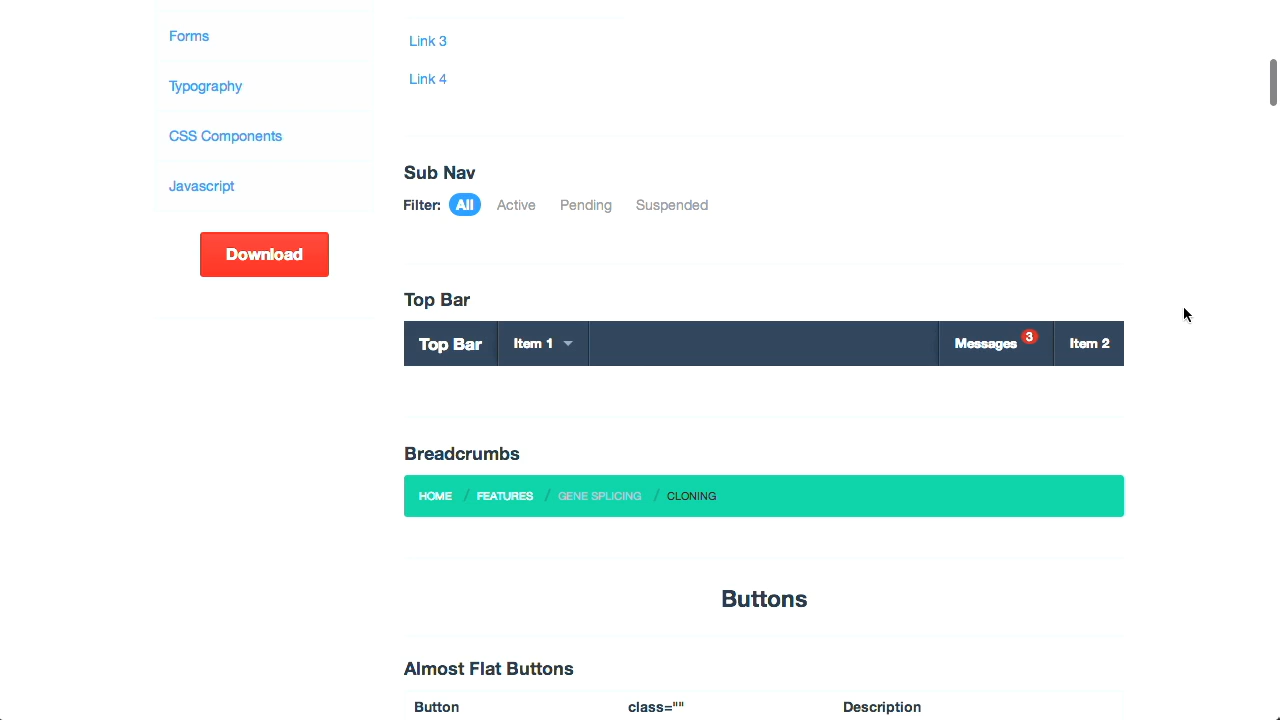 Forms
Typography
CSS Components
Javascript
Download
Link 3
Link 4
Sub Nav
Filter: All Active Pending Suspended
Top Bar
Top Bar Item 1 Messages 3 Item 2
Breadcrumbs
HOME / FEATURES / GENE SPLICING / CLONING
Buttons
Almost Flat Buttons
Button class="" Description